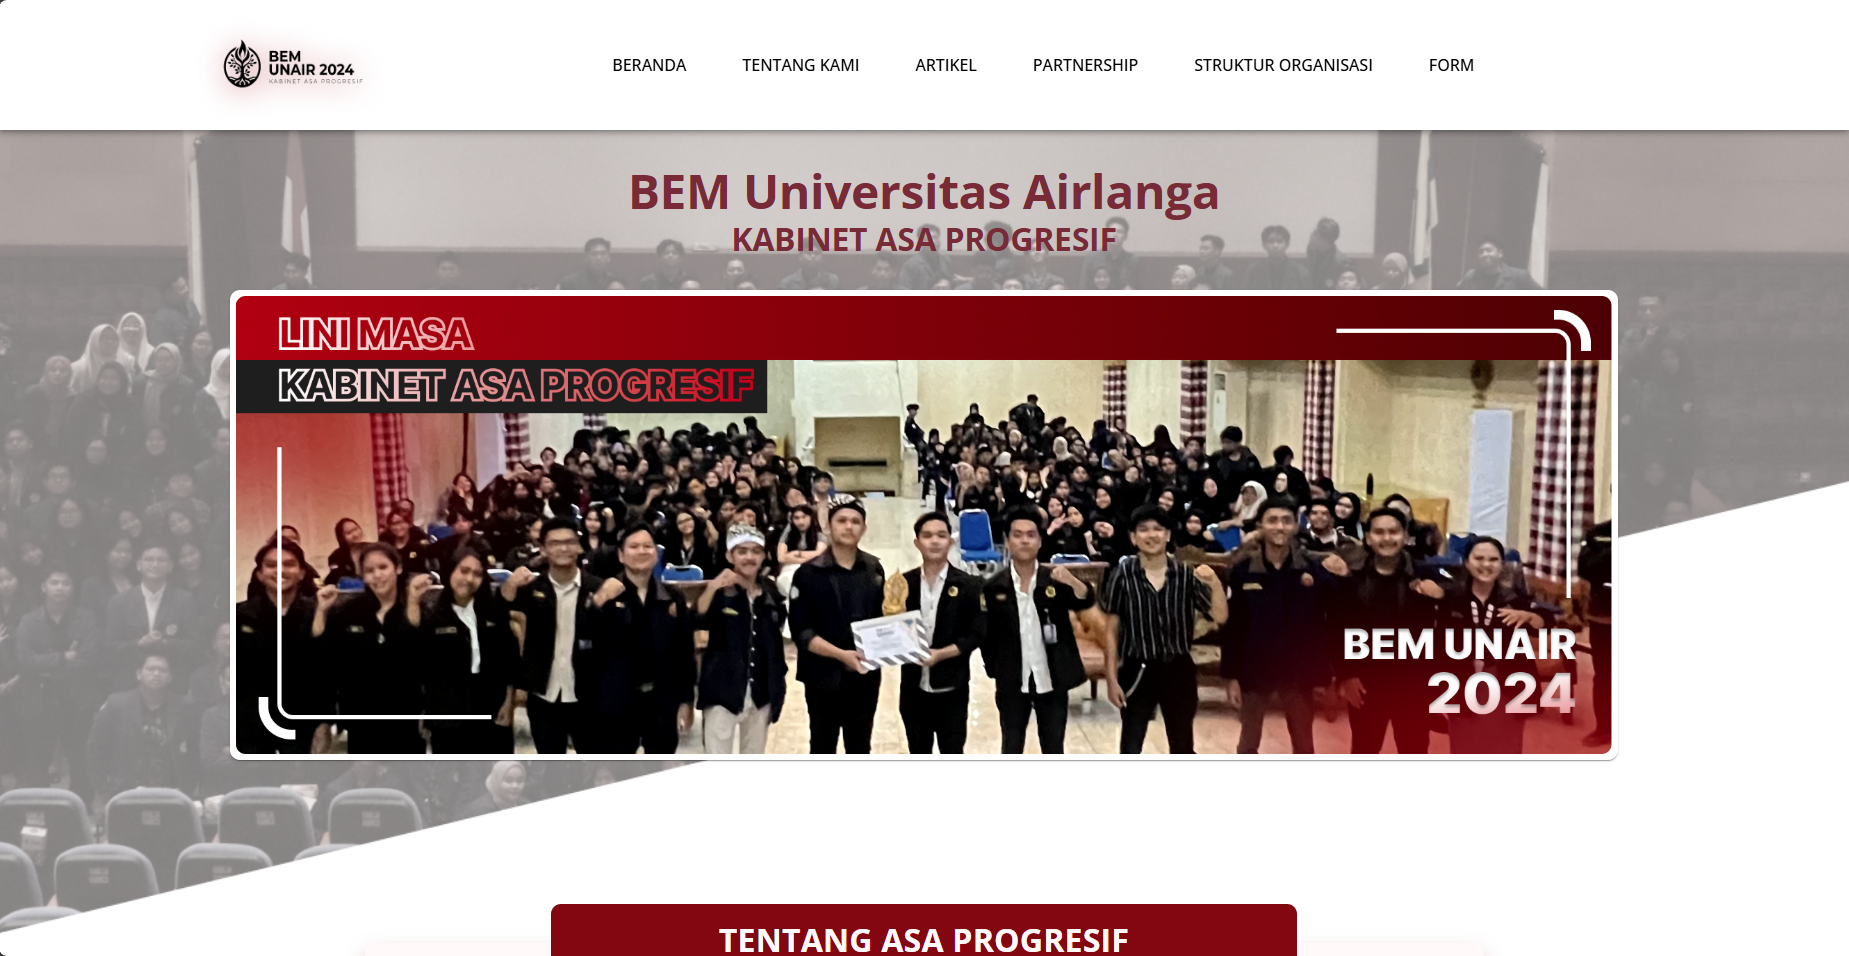 BEM
UNAIR 2024
KABINET ASA PROGRESIF
BERANDA
TENTANG KAMI
ARTIKEL
PARTNERSHIP
STRUKTUR ORGANISASI
FORM
BEM Universitas Airlangga
KABINET ASA PROGRESIF
LINI MASA
KABINET ASA PROGRESIF
BEM UNAIR
2024
TENTANG ASA PROGRESIF